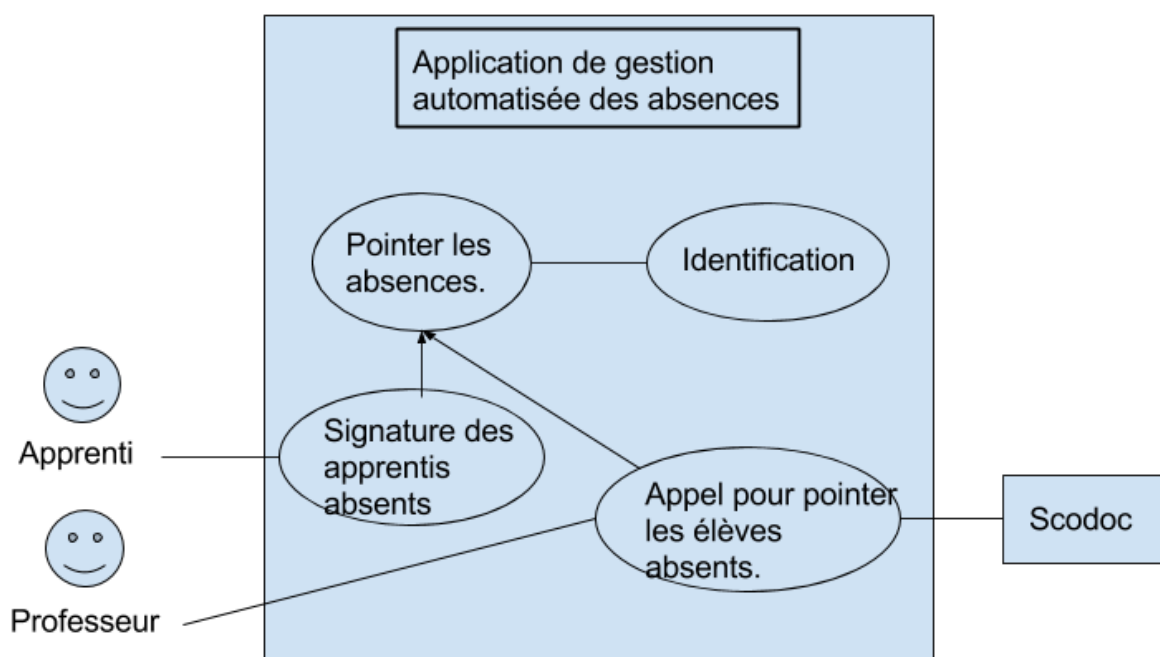 Application de gestion
automatisée des absences
Pointer les
absences.
Identification
Apprenti
Signature des
apprentis
absents
Appel pour pointer
les élèves
absents.
Scodoc
Professeur